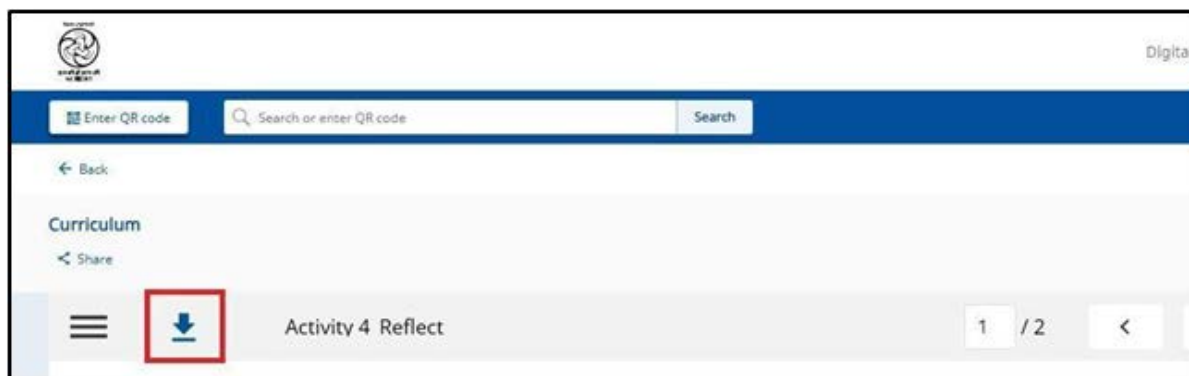 Digita
Enter QR code
Search or enter QR code
Search
Back
Curriculum
Share
Activity 4 Reflect
1 / 2